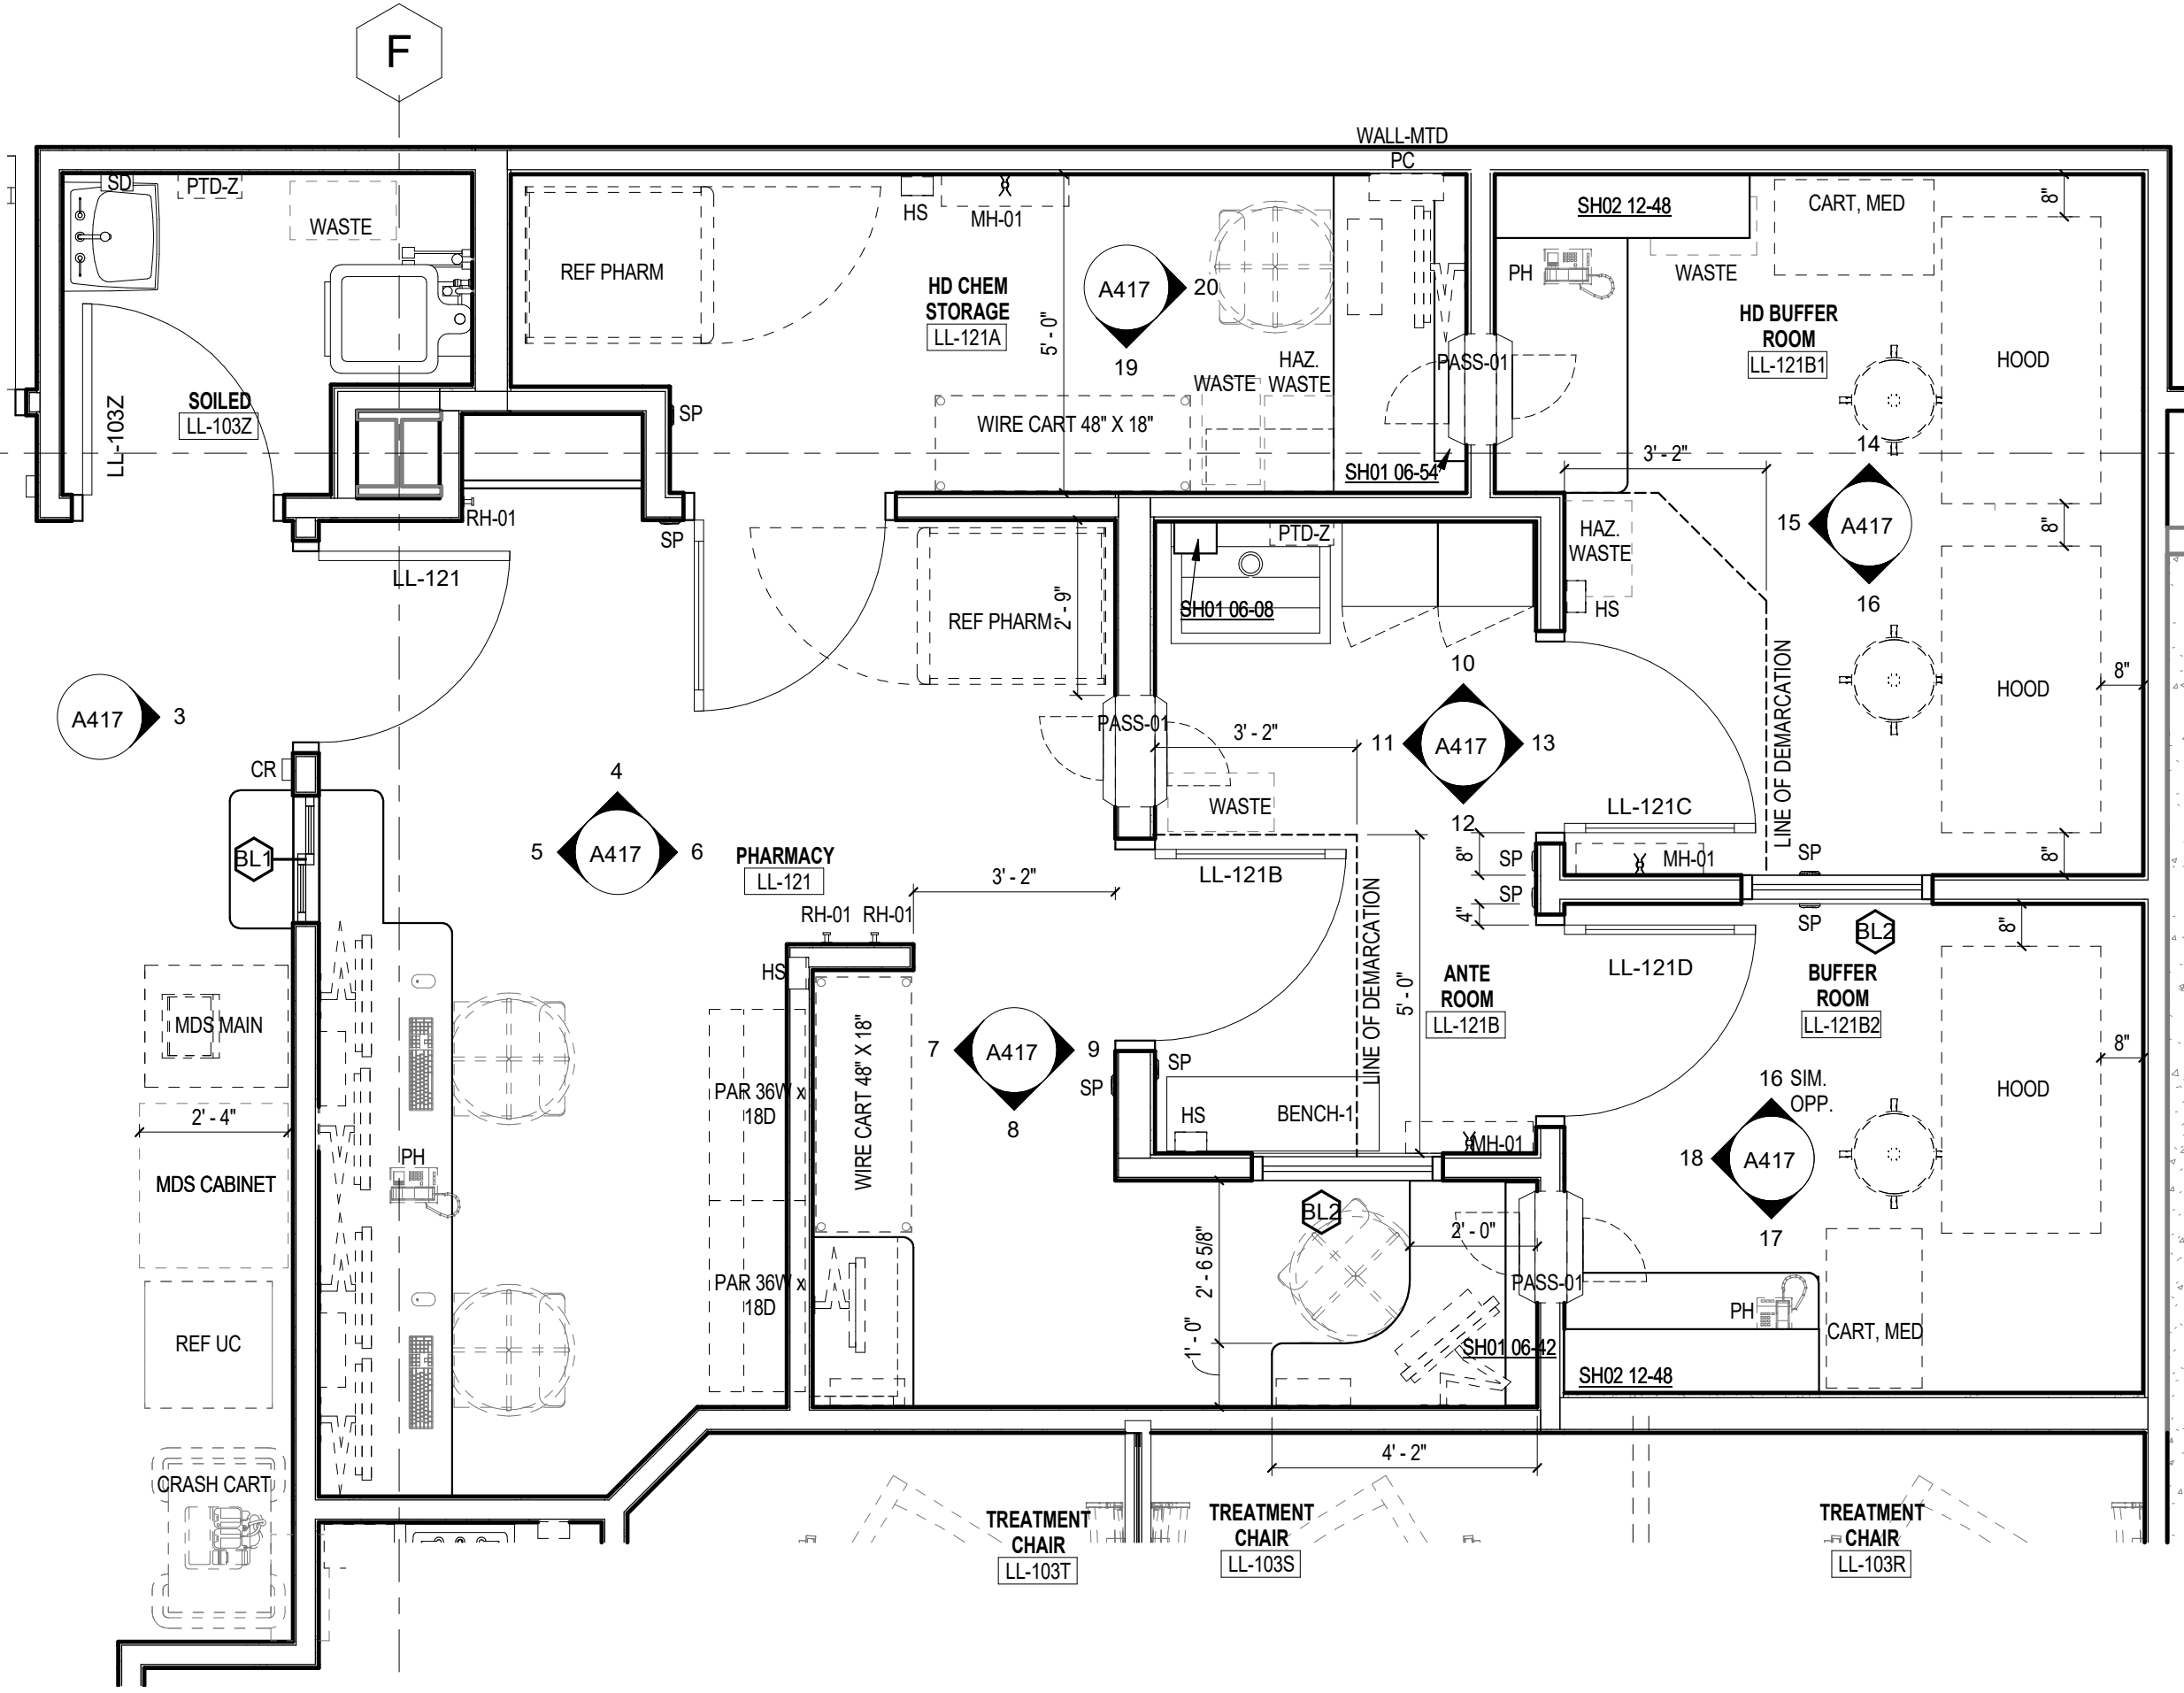 F
WALL-MTD
PC
SD
PTD-Z
WASTE
REF PHARM
HS
MH-01
HD CHEM
STORAGE
LL-121A
5' - 0"
A417
20
19
WASTE
HAZ.
WASTE
WIRE CART 48" X 18"
SH01 06-54
PASS-01
SH02 12-48
CART, MED
8"
PH
WASTE
HD BUFFER
ROOM
LL-121B1
HOOD
SOILED
LL-103Z
LL-103Z
SP
RH-01
SP
LL-121
14
3' - 2"
15
A417
16
8"
HAZ.
WASTE
HS
PTD-Z
SH01 06-08
REF PHARM
2' - 9"
HOOD
8"
LINE OF DEMARCATION
A417
3
CR
BL1
4
5
A417
6
PHARMACY
LL-121
PASS-01
3' - 2"
WASTE
10
11
A417
13
12
LL-121C
8"
SP
MH-01
SP
8"
SP
4"
SP
BL2
8"
LL-121B
3' - 2"
RH-01
RH-01
HS
LINE OF DEMARCATION
5' - 0"
ANTE
ROOM
LL-121B
LL-121D
BUFFER
ROOM
LL-121B2
HOOD
8"
MDS MAIN
2' - 4"
MDS CABINET
REF UC
CRASH CART
PH
PAR 36W x
18D
PAR 36W x
18D
WIRE CART 48" X 18"
7
A417
9
8
SP
SP
HS
BENCH-1
MH-01
16 SIM.
OPP.
18
A417
17
BL2
2' - 0"
2' - 6 5/8"
1' - 0"
PASS-01
SH01 06-42
PH
CART, MED
SH02 12-48
4' - 2"
TREATMENT
CHAIR
LL-103T
TREATMENT
CHAIR
LL-103S
TREATMENT
CHAIR
LL-103R